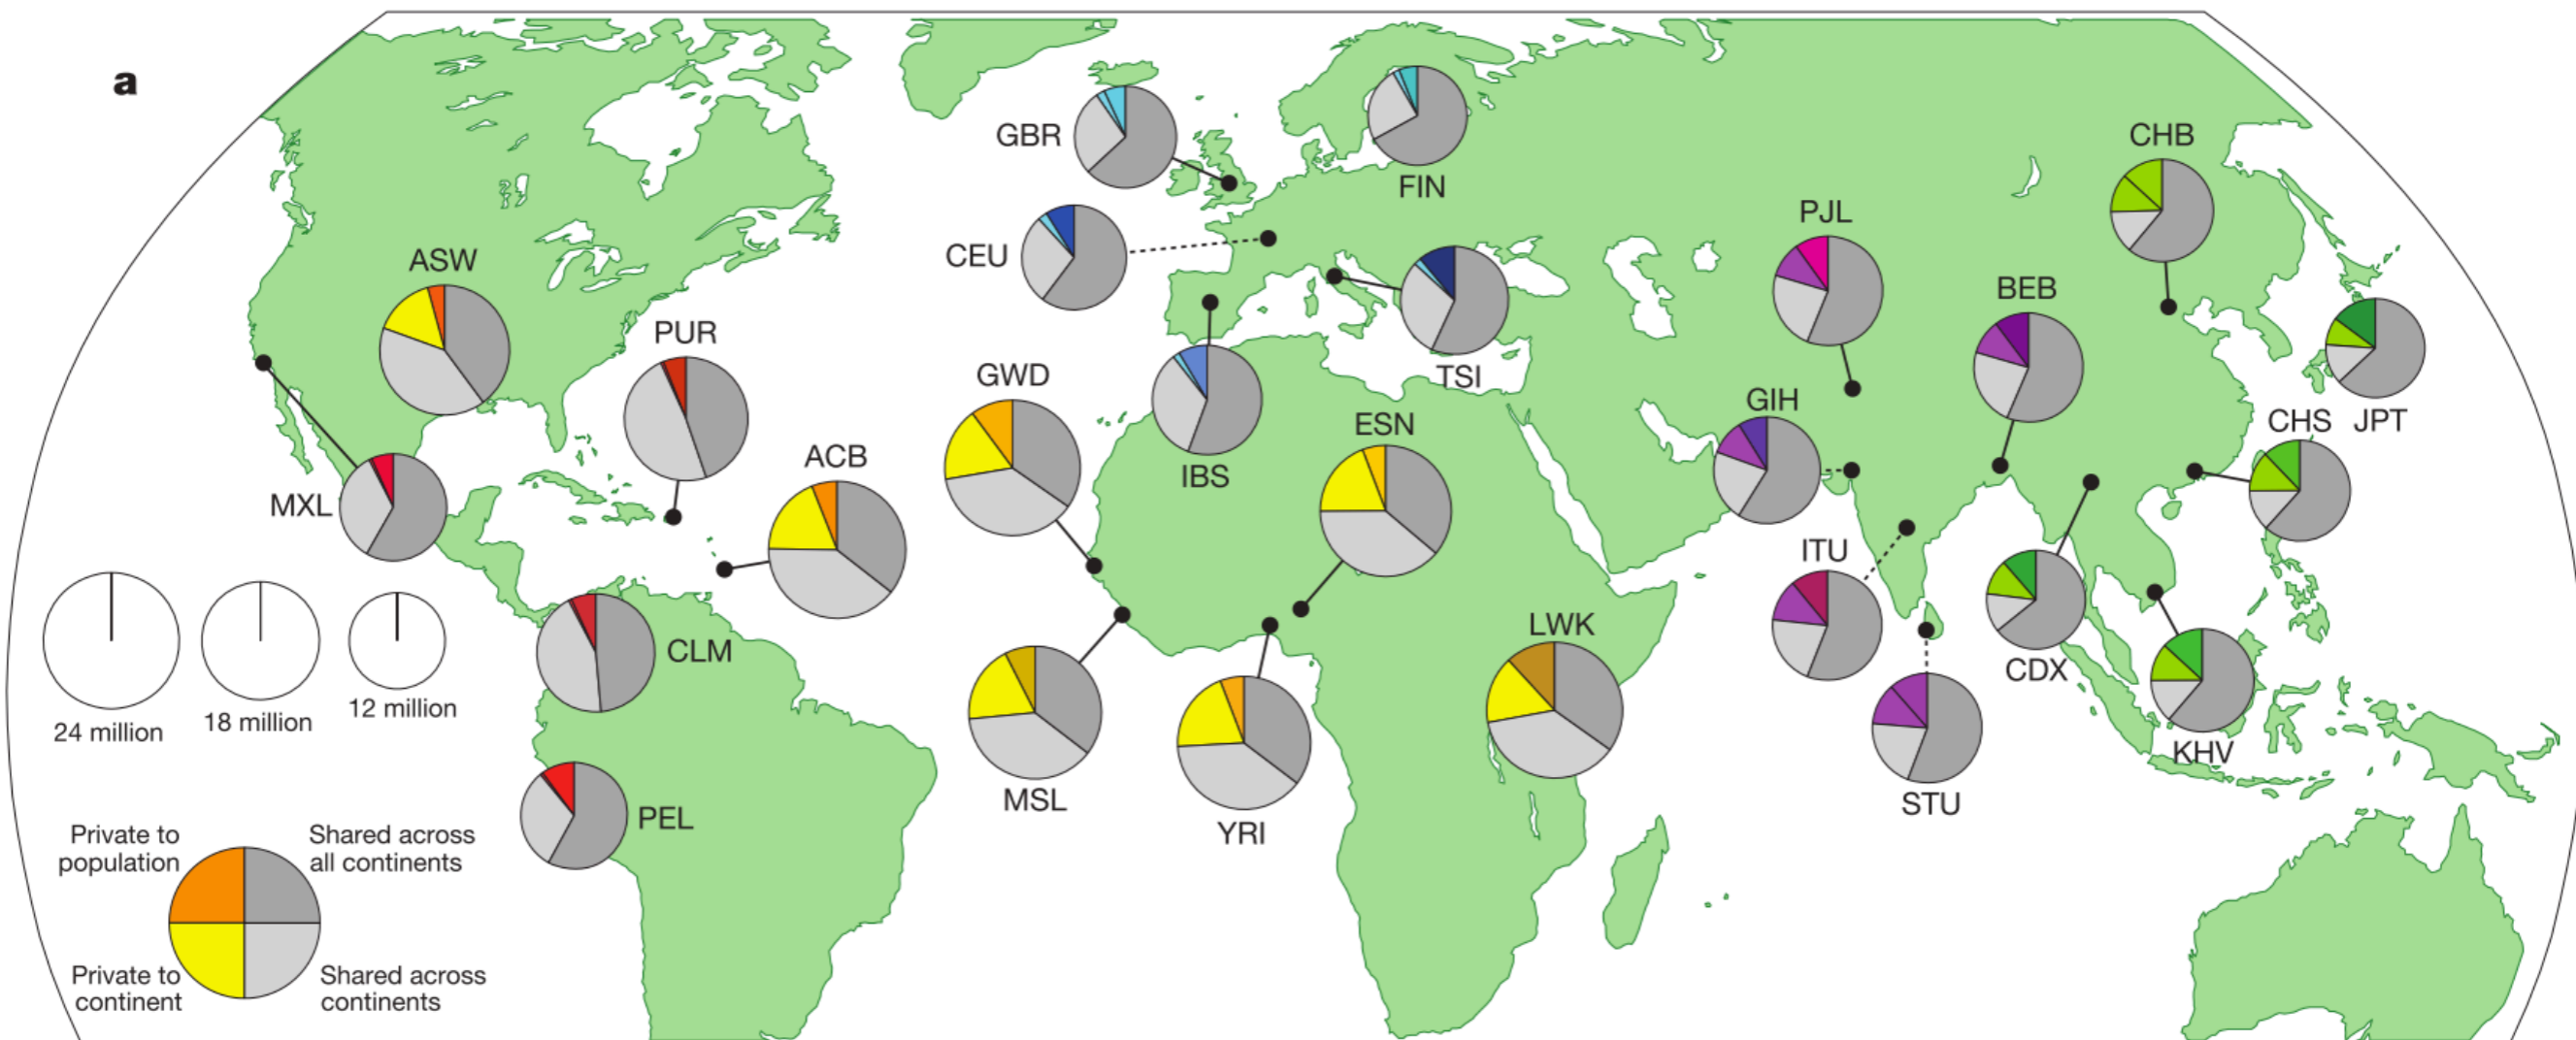 a
GBR
FIN
CHB
CEU
PJL
ASW
BEB
PUR
TSI
GWD
GIH
CHS
JPT
ESN
ACB
IBS
MXL
ITU
LWK
CLM
CDX
24 million
18 million
12 million
KHV
MSL
STU
PEL
YRI
Private to
population
Shared across
all continents
Private to
continent
Shared across
continents